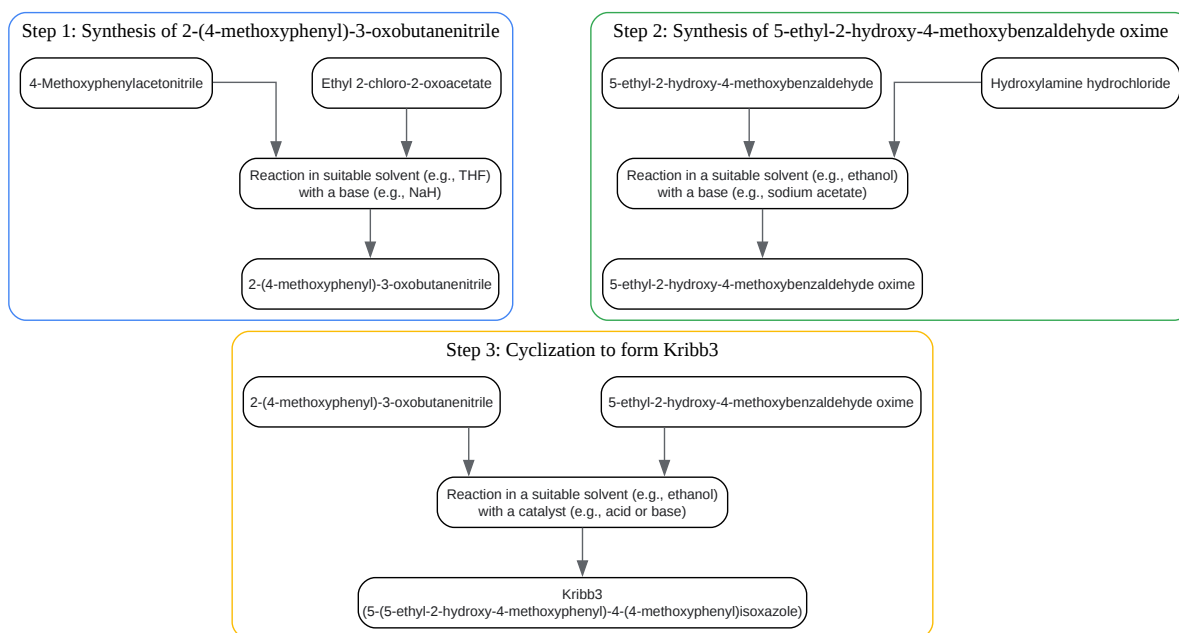 Step 1: Synthesis of 2-(4-methoxyphenyl)-3-oxobutanenitrile
4-Methoxyphenylacetonitrile
Ethyl 2-chloro-2-oxoacetate
Reaction in suitable solvent (e.g., THF)
with a base (e.g., NaH)
2-(4-methoxyphenyl)-3-oxobutanenitrile
Step 2: Synthesis of 5-ethyl-2-hydroxy-4-methoxybenzaldehyde oxime
5-ethyl-2-hydroxy-4-methoxybenzaldehyde
Hydroxylamine hydrochloride
Reaction in a suitable solvent (e.g., ethanol)
with a base (e.g., sodium acetate)
5-ethyl-2-hydroxy-4-methoxybenzaldehyde oxime
Step 3: Cyclization to form Kribb3
2-(4-methoxyphenyl)-3-oxobutanenitrile
5-ethyl-2-hydroxy-4-methoxybenzaldehyde oxime
Reaction in a suitable solvent (e.g., ethanol)
with a catalyst (e.g., acid or base)
Kribb3
(5-(5-ethyl-2-hydroxy-4-methoxyphenyl)-4-(4-methoxyphenyl)isoxazole)